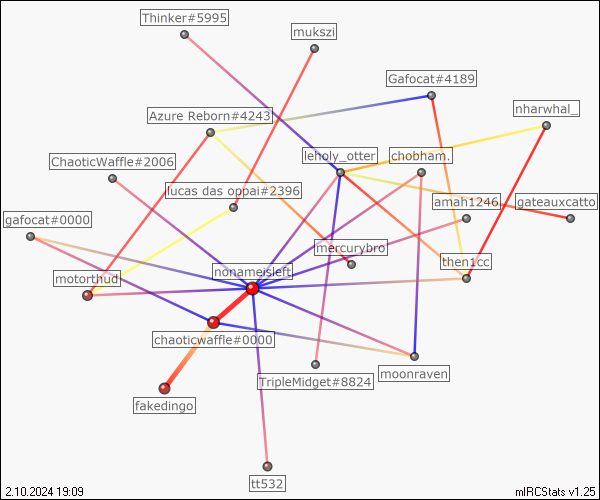 Thinker#5995
mukszi
Gafocat#4189
nharwhal_
Azure Reborn#4243
leholy_otter
chobham.
ChaoticWaffle#2006
lucas das oppai#2396
amah1246
gateauxcatto
gafocat#0000
mercurybro
then1cc
nonameisleft
motorthud
chaoticwaffle#0000
moonraven
TripleMidget#8824
fakedingo
tt532
2.10.2024 19:09
mIRCStats v1.25